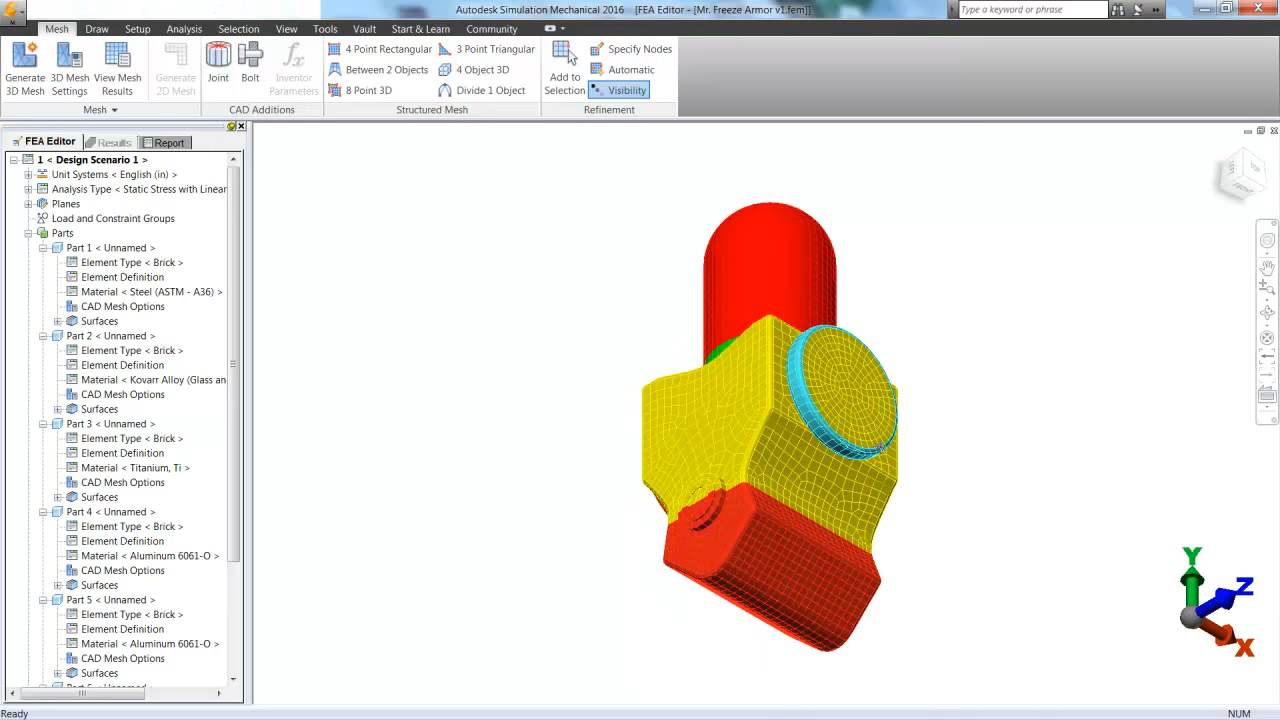 Autodesk Simulation Mechanical 2016 - [FEA Editor - [Mr. Freeze Armor v1.fem]]
Type a keyword or phrase
Mesh Draw Setup Analysis Selection View Tools Vault Start & Learn Community
Generate 3D Mesh
3D Mesh Settings
View Mesh Results
Generate 2D Mesh
Joint
Bolt
Inventor Parameters
4 Point Rectangular
Between 2 Objects
8 Point 3D
3 Point Triangular
4 Object 3D
Divide 1 Object
Add to Selection
Specify Nodes
Automatic
Visibility
Mesh
CAD Additions
Structured Mesh
Refinement
FEA Editor Results Report
1 < Design Scenario 1 >
Unit Systems < English (in) >
Analysis Type < Static Stress with Linear
Planes
Load and Constraint Groups
Parts
Part 1 < Unnamed >
Element Type < Brick >
Element Definition
Material < Steel (ASTM - A36) >
CAD Mesh Options
Surfaces
Part 2 < Unnamed >
Element Type < Brick >
Element Definition
Material < Kovarr Alloy (Glass an
CAD Mesh Options
Surfaces
Part 3 < Unnamed >
Element Type < Brick >
Element Definition
Material < Titanium, Ti >
CAD Mesh Options
Surfaces
Part 4 < Unnamed >
Element Type < Brick >
Element Definition
Material < Aluminum 6061-O >
CAD Mesh Options
Surfaces
Part 5 < Unnamed >
Element Type < Brick >
Element Definition
Material < Aluminum 6061-O >
CAD Mesh Options
Surfaces
FRONT
Y
Z
X
Ready
NUM